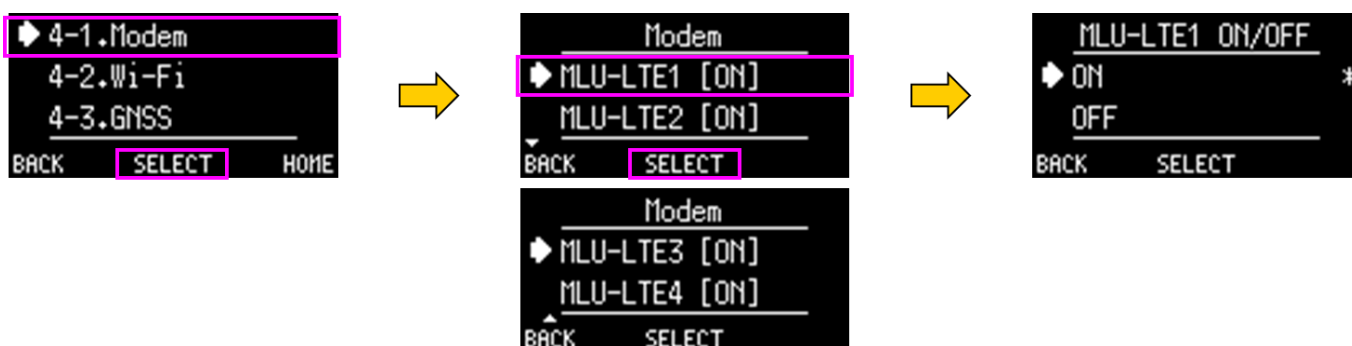 4-1.Modem
4-2.Wi-Fi
4-3.GNSS
BACK SELECT HOME
Modem
MLU-LTE1 [ON]
MLU-LTE2 [ON]
BACK SELECT
Modem
MLU-LTE3 [ON]
MLU-LTE4 [ON]
BACK SELECT
MLU-LTE1 ON/OFF
ON *
OFF
BACK SELECT